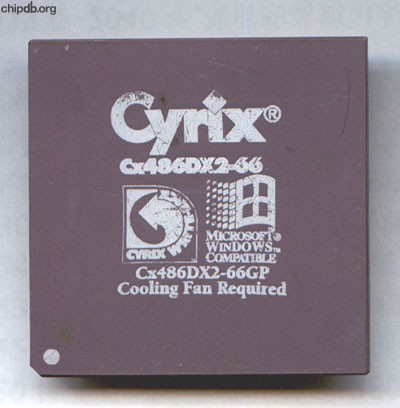 chipdb.org
Cyrix®
Cx486DX2-66
CYRIX
MICROSOFT®
WINDOWS™
COMPATIBLE
Cx486DX2-66GP
Cooling Fan Required